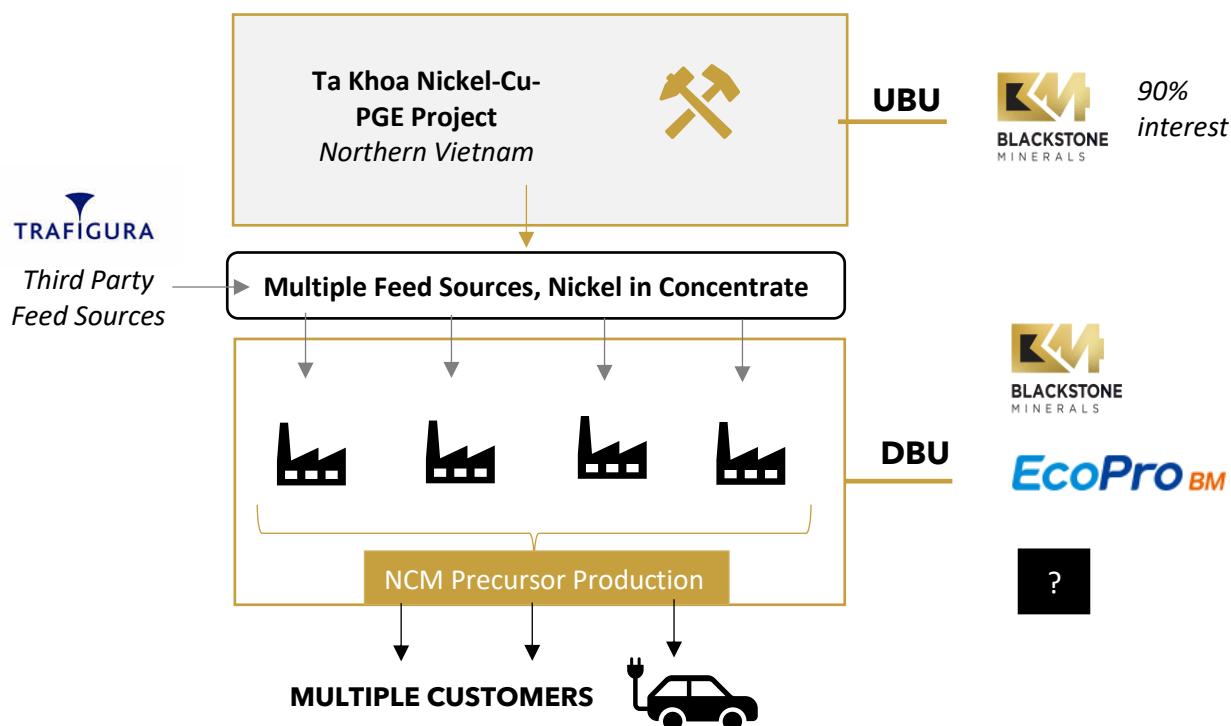 Ta Khoa Nickel-Cu-
PGE Project
Northern Vietnam
UBU
BLACKSTONE
MINERALS
90%
interest
TRAFIGURA
Third Party
Feed Sources
Multiple Feed Sources, Nickel in Concentrate
BLACKSTONE
MINERALS
DBU
EcoPro BM
NCM Precursor Production
?
MULTIPLE CUSTOMERS